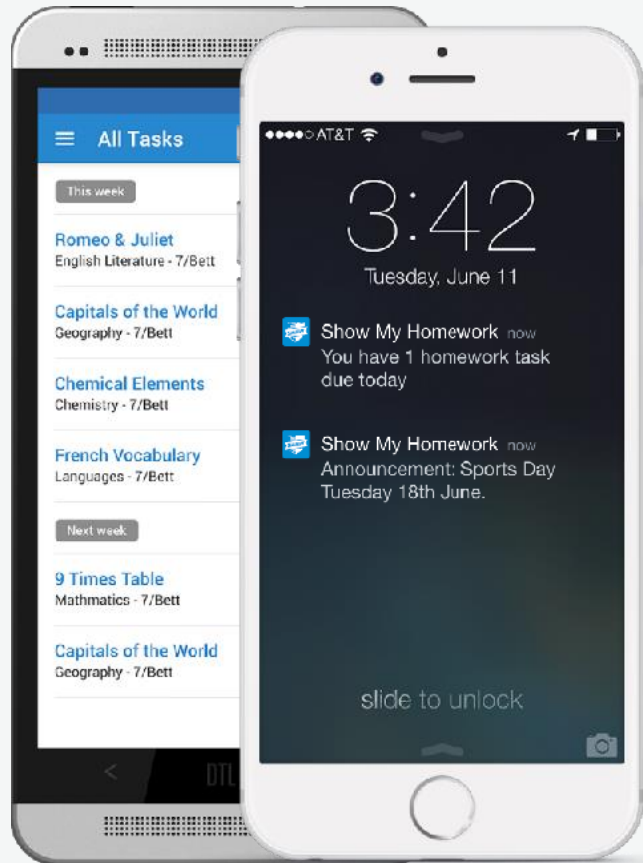 All Tasks
This week
Romeo & Juliet
English Literature - 7/Bett
Capitals of the World
Geography - 7/Bett
Chemical Elements
Chemistry - 7/Bett
French Vocabulary
Languages - 7/Bett
Next week
9 Times Table
Mathmatics - 7/Bett
Capitals of the World
Geography - 7/Bett
DTL
AT&T
3:42
Tuesday, June 11
Show My Homework now
You have 1 homework task
due today
Show My Homework now
Announcement: Sports Day
Tuesday 18th June.
slide to unlock